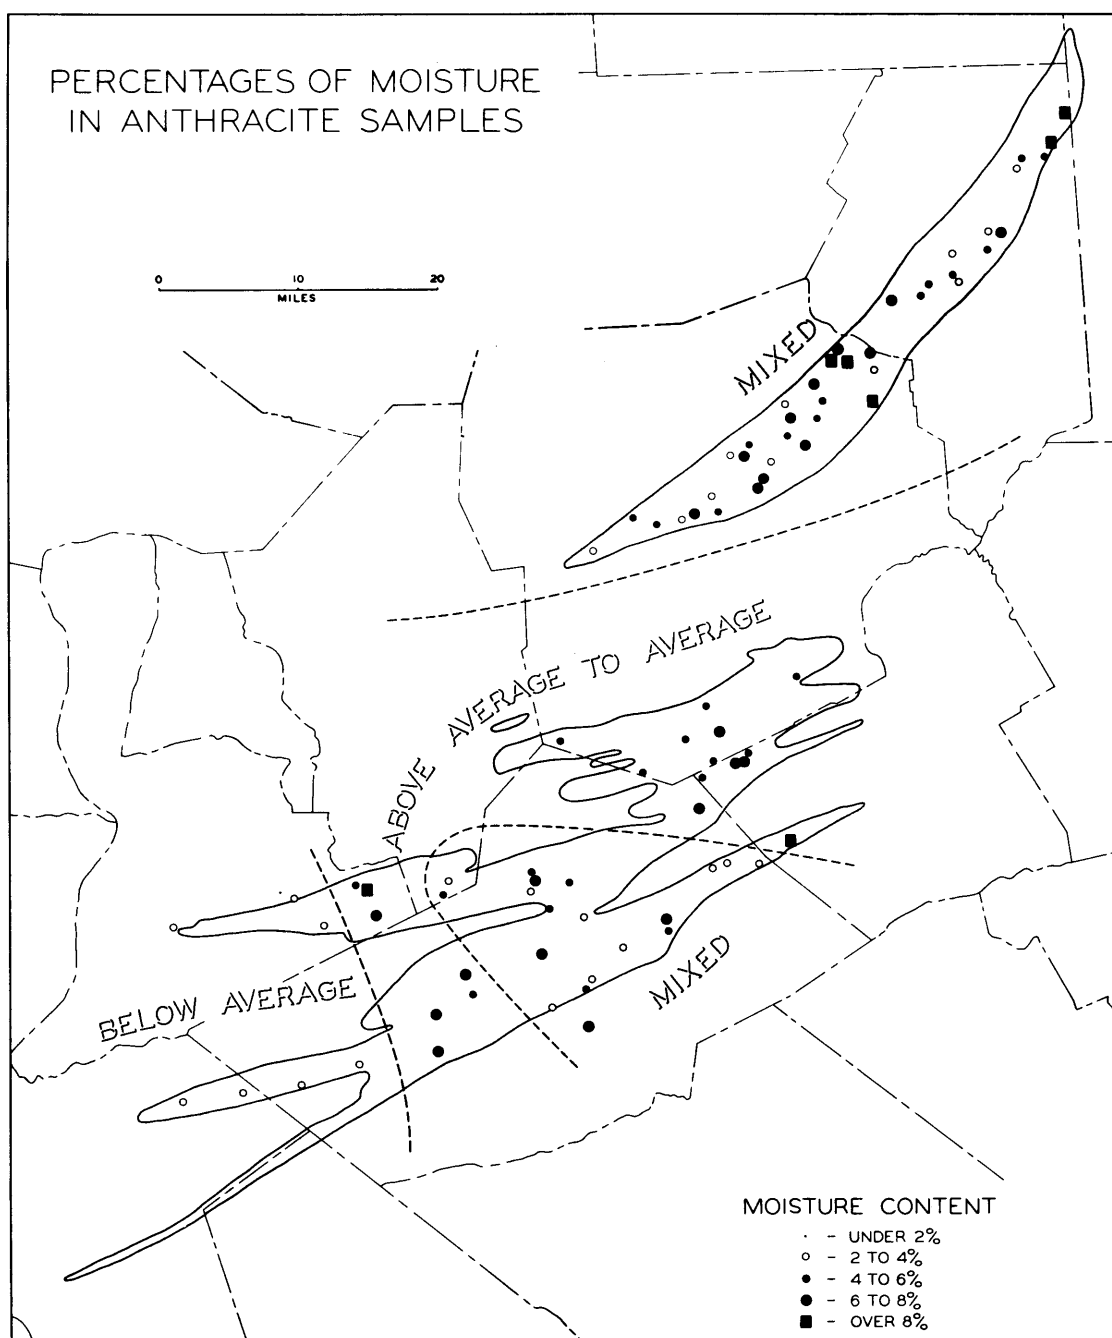 PERCENTAGES OF MOISTURE
IN ANTHRACITE SAMPLES
0 10 20
MILES
MIXED
ABOVE AVERAGE TO AVERAGE
BELOW AVERAGE
MIXED
MOISTURE CONTENT
· - UNDER 2%
○ - 2 TO 4%
• - 4 TO 6%
● - 6 TO 8%
■ - OVER 8%